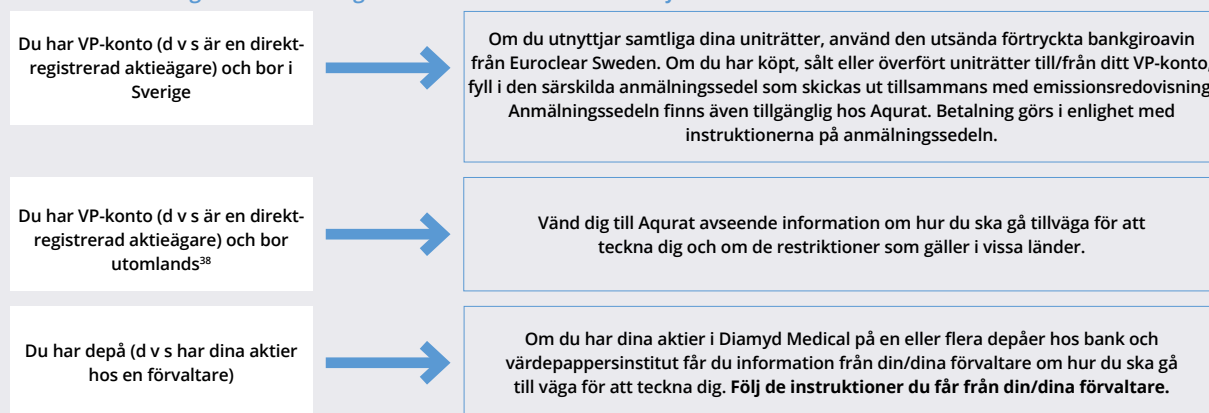 Du har VP-konto (d v s är en direkt-
registrerad aktieägare) och bor i
Sverige
Om du utnyttjar samtliga dina uniträtter, använd den utsända förtryckta bankgiroavin
från Euroclear Sweden. Om du har köpt, sålt eller överfört uniträtter till/från ditt VP-konto,
fyll i den särskilda anmälningssedel som skickas ut tillsammans med emissionsredovisning
Anmälningssedeln finns även tillgänglig hos Aqurat. Betalning görs i enlighet med
instruktionerna på anmälningssedeln.
Du har VP-konto (d v s är en direkt-
registrerad aktieägare) och bor
utomlands³⁸
Vänd dig till Aqurat avseende information om hur du ska gå tillväga för att
teckna dig och om de restriktioner som gäller i vissa länder.
Du har depå (d v s har dina aktier
hos en förvaltare)
Om du har dina aktier i Diamyd Medical på en eller flera depåer hos bank och
värdepappersinstitut får du information från din/dina förvaltare om hur du ska gå
till väga för att teckna dig. Följ de instruktioner du får från din/dina förvaltare.